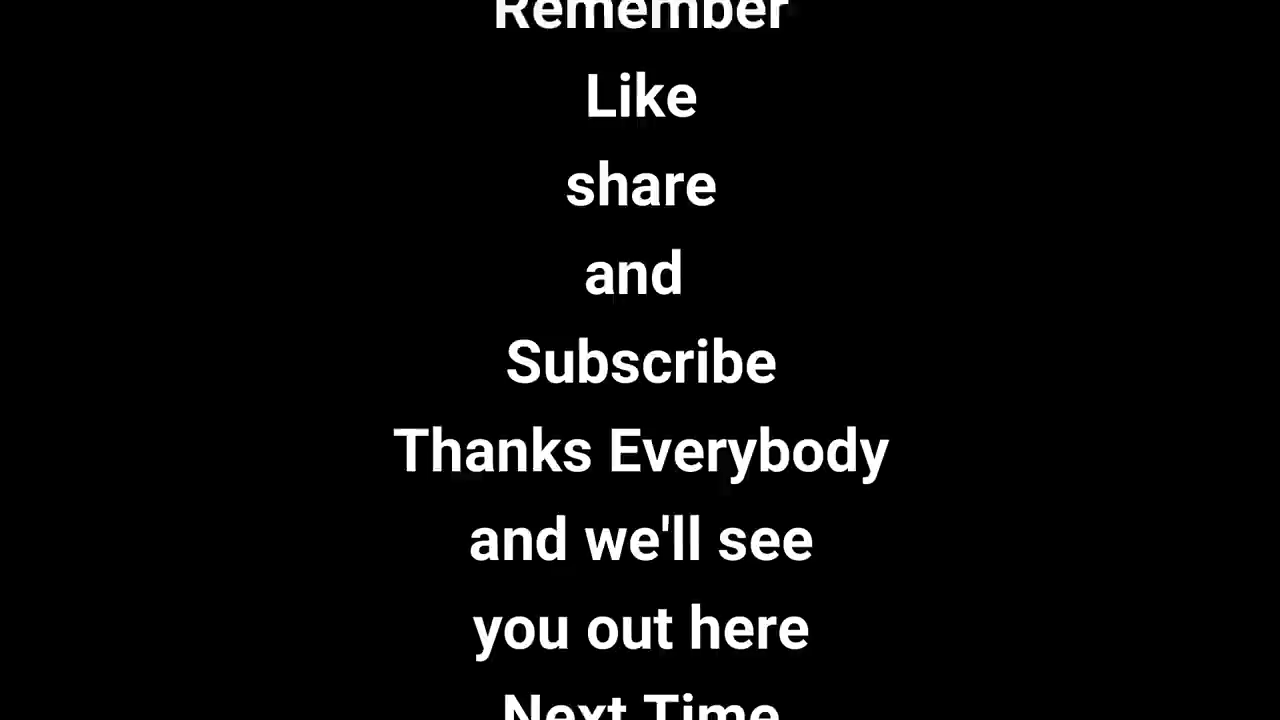 Remember
Like
share
and
Subscribe
Thanks Everybody
and we'll see
you out here
Next Time